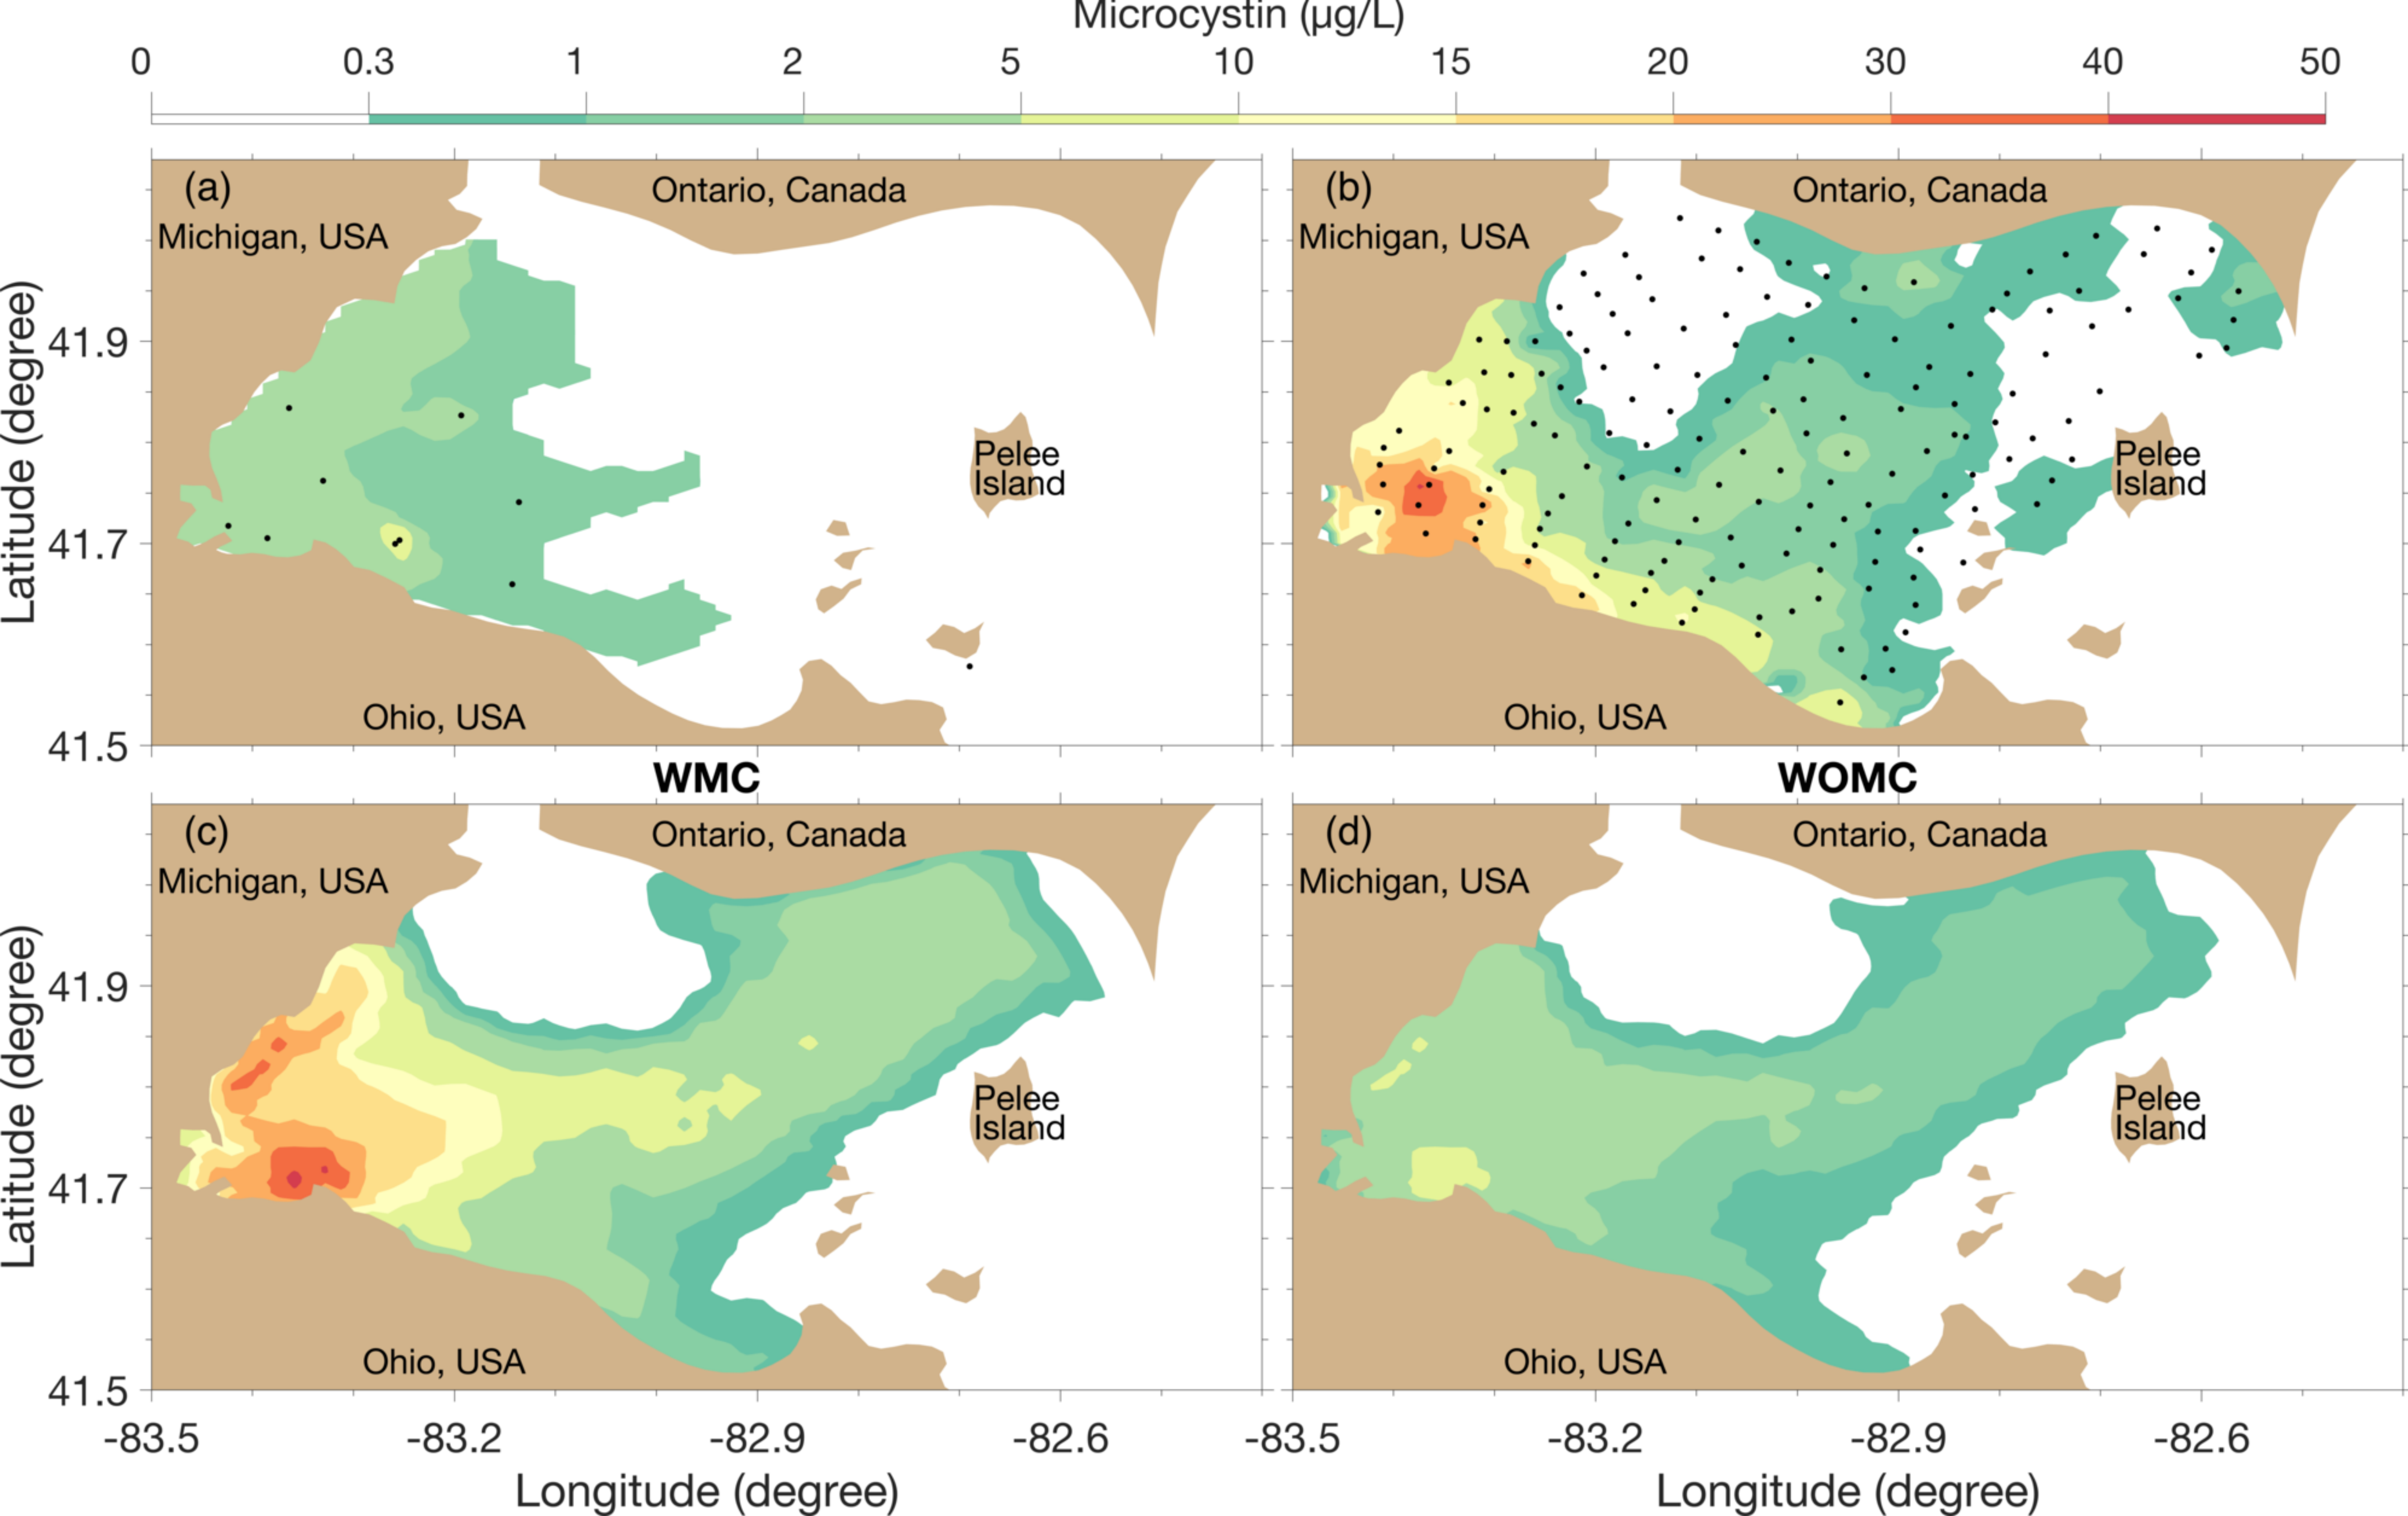 Microcystin (µg/L)
0 0.3 1 2 5 10 15 20 30 40 50
(a)
Ontario, Canada
Michigan, USA
Pelee
Island
Ohio, USA
Latitude (degree)
41.9
41.7
41.5
(b)
Ontario, Canada
Michigan, USA
Pelee
Island
Ohio, USA
WMC
(c)
Ontario, Canada
Michigan, USA
Pelee
Island
Ohio, USA
Latitude (degree)
41.9
41.7
41.5
-83.5 -83.2 -82.9 -82.6
Longitude (degree)
WOMC
(d)
Ontario, Canada
Michigan, USA
Pelee
Island
Ohio, USA
-83.5 -83.2 -82.9 -82.6
Longitude (degree)